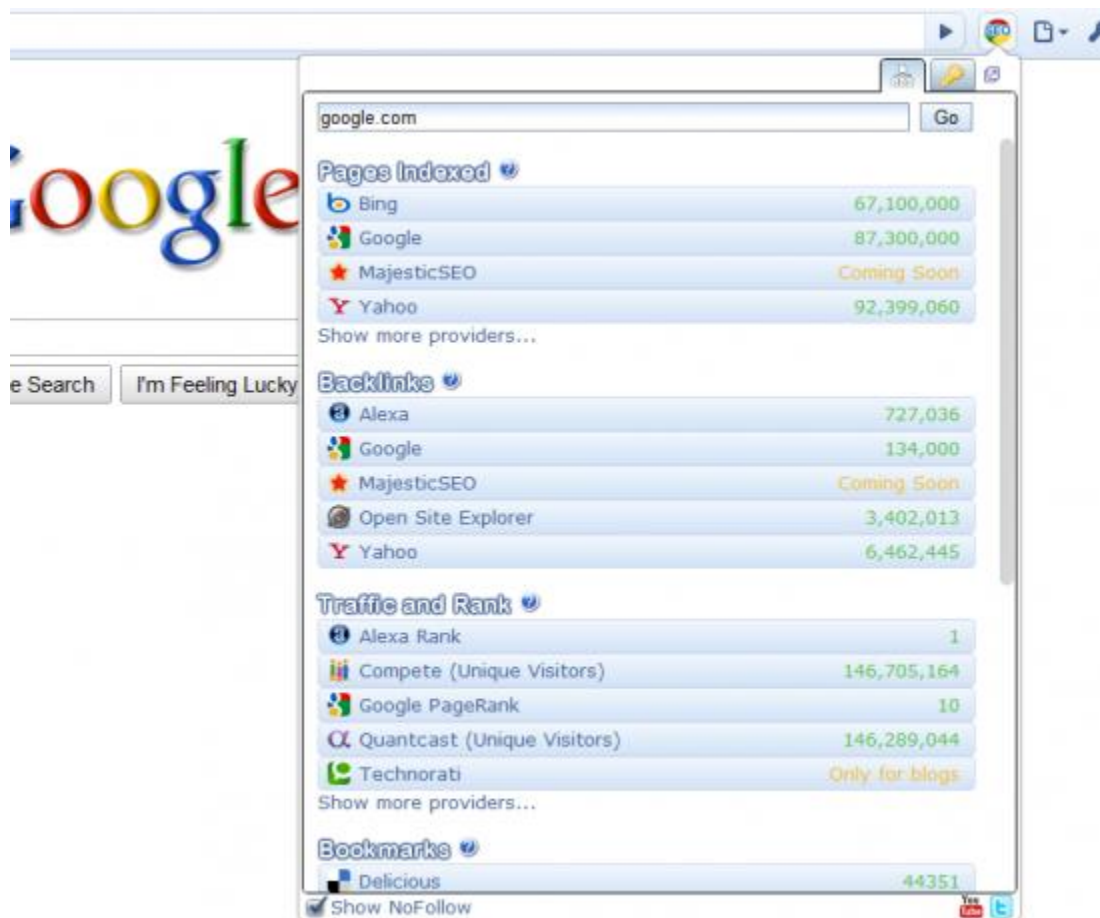 SEO
google.com Go
Google
Pages Indexed ?
Bing 67,100,000
Google 87,300,000
MajesticSEO Coming Soon
Yahoo 92,399,060
Show more providers...
e Search I'm Feeling Lucky
Backlinks ?
Alexa 727,036
Google 134,000
MajesticSEO Coming Soon
Open Site Explorer 3,402,013
Yahoo 6,462,445
Traffic and Rank ?
Alexa Rank 1
Compete (Unique Visitors) 146,705,164
Google PageRank 10
Quantcast (Unique Visitors) 146,289,044
Technorati Only for blogs
Show more providers...
Bookmarks ?
Delicious 44351
Show NoFollow You Tube t